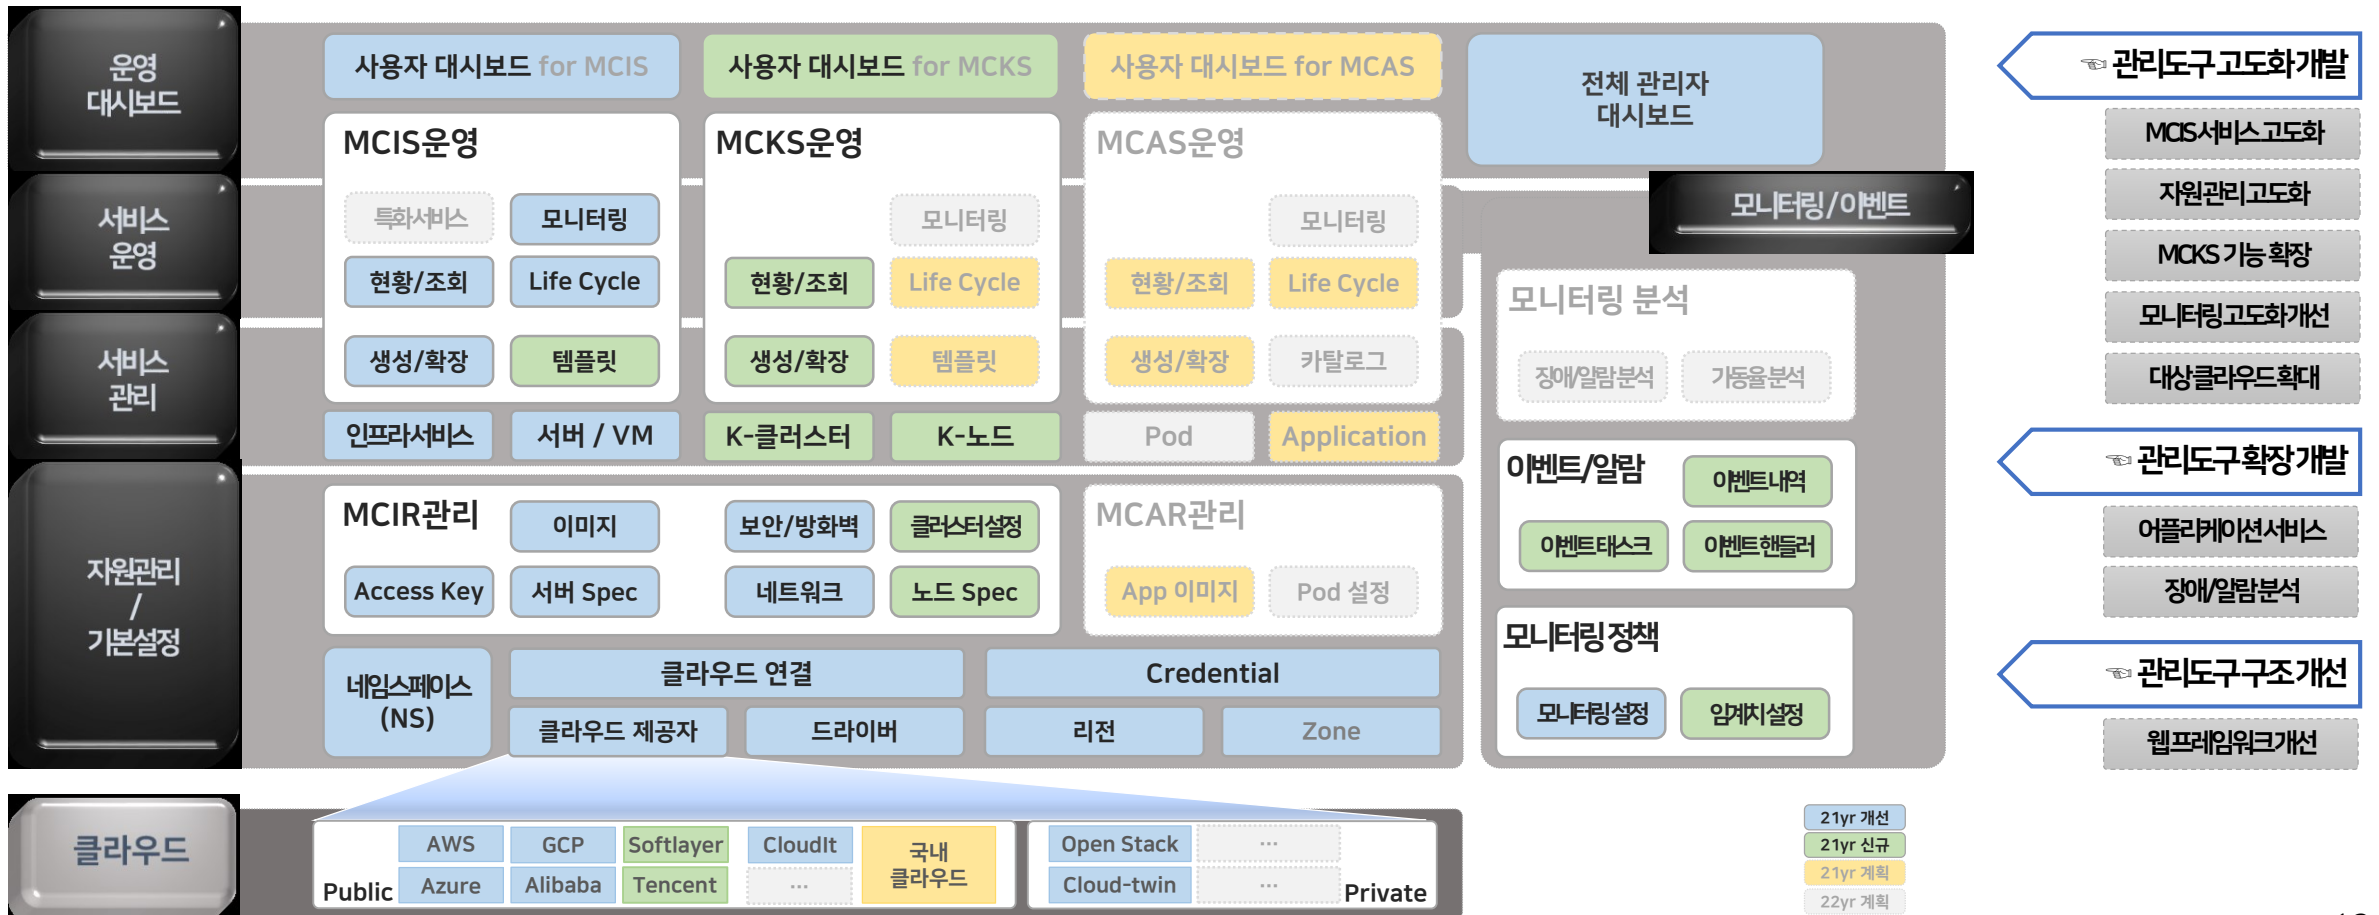 운영
대시보드
사용자 대시보드 for MCIS
사용자 대시보드 for MCKS
사용자 대시보드 for MCAS
전체 관리자
대시보드
MCIS운영
MCKS운영
MCAS운영
서비스
운영
특화서비스
모니터링
모니터링
모니터링
현황/조회
Life Cycle
현황/조회
Life Cycle
현황/조회
Life Cycle
서비스
관리
생성/확장
템플릿
생성/확장
템플릿
생성/확장
카탈로그
인프라서비스
서버 / VM
K-클러스터
K-노드
Pod
Application
자원관리
/
기본설정
MCIR관리
이미지
보안/방화벽
클러스터 설정
Access Key
서버 Spec
네트워크
노드 Spec
MCAR관리
App 이미지
Pod 설정
네임스페이스
(NS)
클라우드 연결
Credential
클라우드 제공자
드라이버
리전
Zone
모니터링 / 이벤트
모니터링 분석
장애/알람 분석
가동율 분석
이벤트/알람
이벤트 내역
이벤트 태스크
이벤트 핸들러
모니터링 정책
모니터링 설정
임계치 설정
클라우드
Public
AWS
GCP
Softlayer
CloudIt
국내
클라우드
Azure
Alibaba
Tencent
...
Open Stack
...
Cloud-twin
...
Private
☜ 관리도구 고도화 개발
MCIS 서비스 고도화
자원관리 고도화
MCKS 기능 확장
모니터링 고도화 개선
대상 클라우드 확대
☜ 관리도구 확장 개발
어플리케이션 서비스
장애/알람 분석
☜ 관리도구 구조 개선
웹 프레임워크 개선
21yr 개선
21yr 신규
21yr 계획
22yr 계획